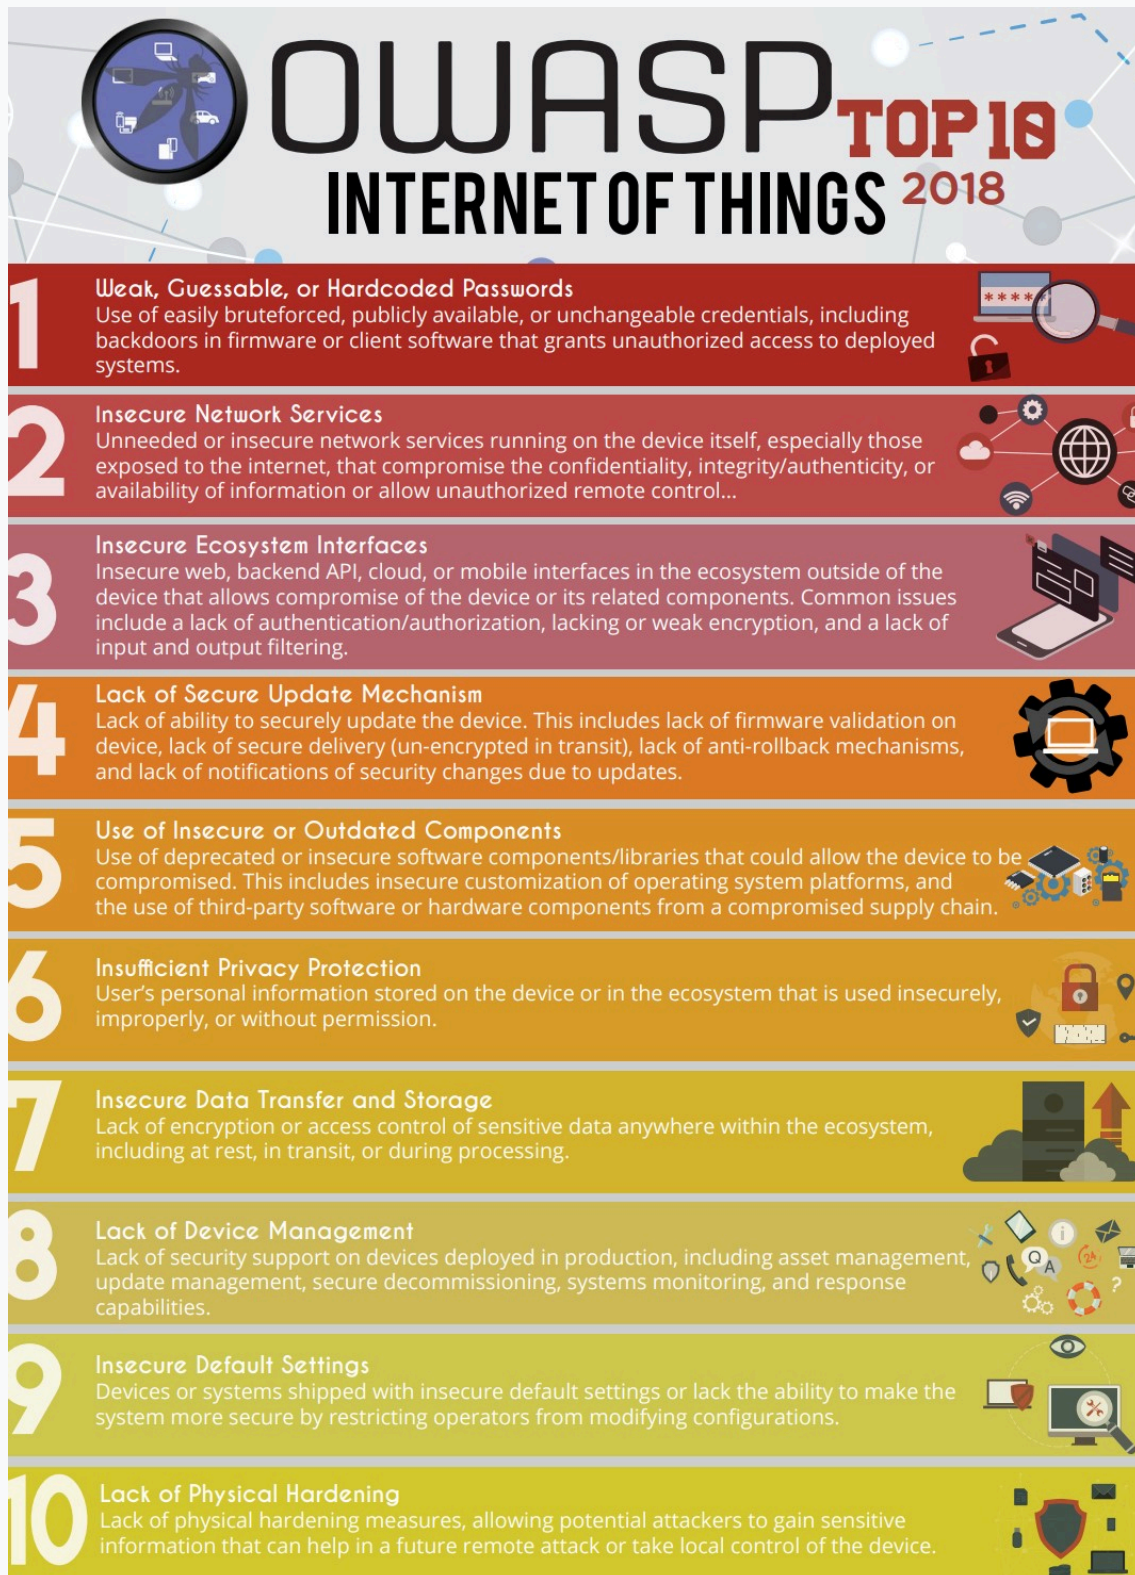 OWASP TOP 10
INTERNET OF THINGS 2018
1
Weak, Guessable, or Hardcoded Passwords
Use of easily bruteforced, publicly available, or unchangeable credentials, including
backdoors in firmware or client software that grants unauthorized access to deployed
systems.
*****
1
2
Insecure Network Services
Unneeded or insecure network services running on the device itself, especially those
exposed to the internet, that compromise the confidentiality, integrity/authenticity, or
availability of information or allow unauthorized remote control...
3
Insecure Ecosystem Interfaces
Insecure web, backend API, cloud, or mobile interfaces in the ecosystem outside of the
device that allows compromise of the device or its related components. Common issues
include a lack of authentication/authorization, lacking or weak encryption, and a lack of
input and output filtering.
4
Lack of Secure Update Mechanism
Lack of ability to securely update the device. This includes lack of firmware validation on
device, lack of secure delivery (un-encrypted in transit), lack of anti-rollback mechanisms,
and lack of notifications of security changes due to updates.
5
Use of Insecure or Outdated Components
Use of deprecated or insecure software components/libraries that could allow the device to be
compromised. This includes insecure customization of operating system platforms, and
the use of third-party software or hardware components from a compromised supply chain.
6
Insufficient Privacy Protection
User's personal information stored on the device or in the ecosystem that is used insecurely,
improperly, or without permission.
7
Insecure Data Transfer and Storage
Lack of encryption or access control of sensitive data anywhere within the ecosystem,
including at rest, in transit, or during processing.
8
Lack of Device Management
Lack of security support on devices deployed in production, including asset management,
update management, secure decommissioning, systems monitoring, and response
capabilities.
i
Q A
24
?
9
Insecure Default Settings
Devices or systems shipped with insecure default settings or lack the ability to make the
system more secure by restricting operators from modifying configurations.
10
Lack of Physical Hardening
Lack of physical hardening measures, allowing potential attackers to gain sensitive
information that can help in a future remote attack or take local control of the device.